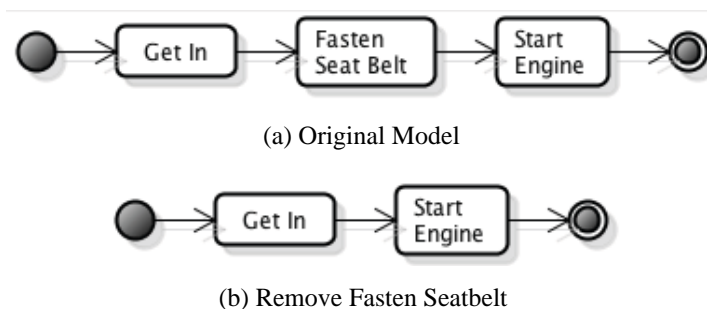 Get In
Fasten
Seat Belt
Start
Engine
(a) Original Model
Get In
Start
Engine
(b) Remove Fasten Seatbelt